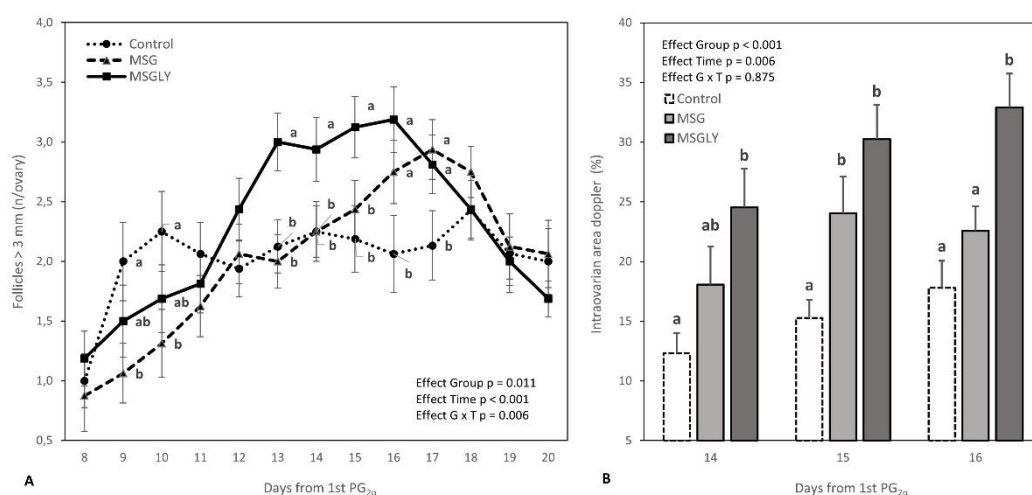 4,0
3,5
3,0
2,5
2,0
1,5
1,0
0,5
Follicles > 3 mm (n/ovary)
Control
MSG
MSGLY
a
a
ab
b
a
ab
b
a
b
b
a
b
b
a
b
b
a
a
b
a
b
Effect Group p = 0.011
Effect Time p < 0.001
Effect G x T p = 0.006
8 9 10 11 12 13 14 15 16 17 18 19 20
A
Days from 1st PG2α
40
35
30
25
20
15
10
5
Intraovarian area doppler (%)
Effect Group p < 0.001
Effect Time p = 0.006
Effect G x T p = 0.875
Control
MSG
MSGLY
a
ab
b
a
b
b
a
a
b
14 15 16
B
Days from 1st PG2α